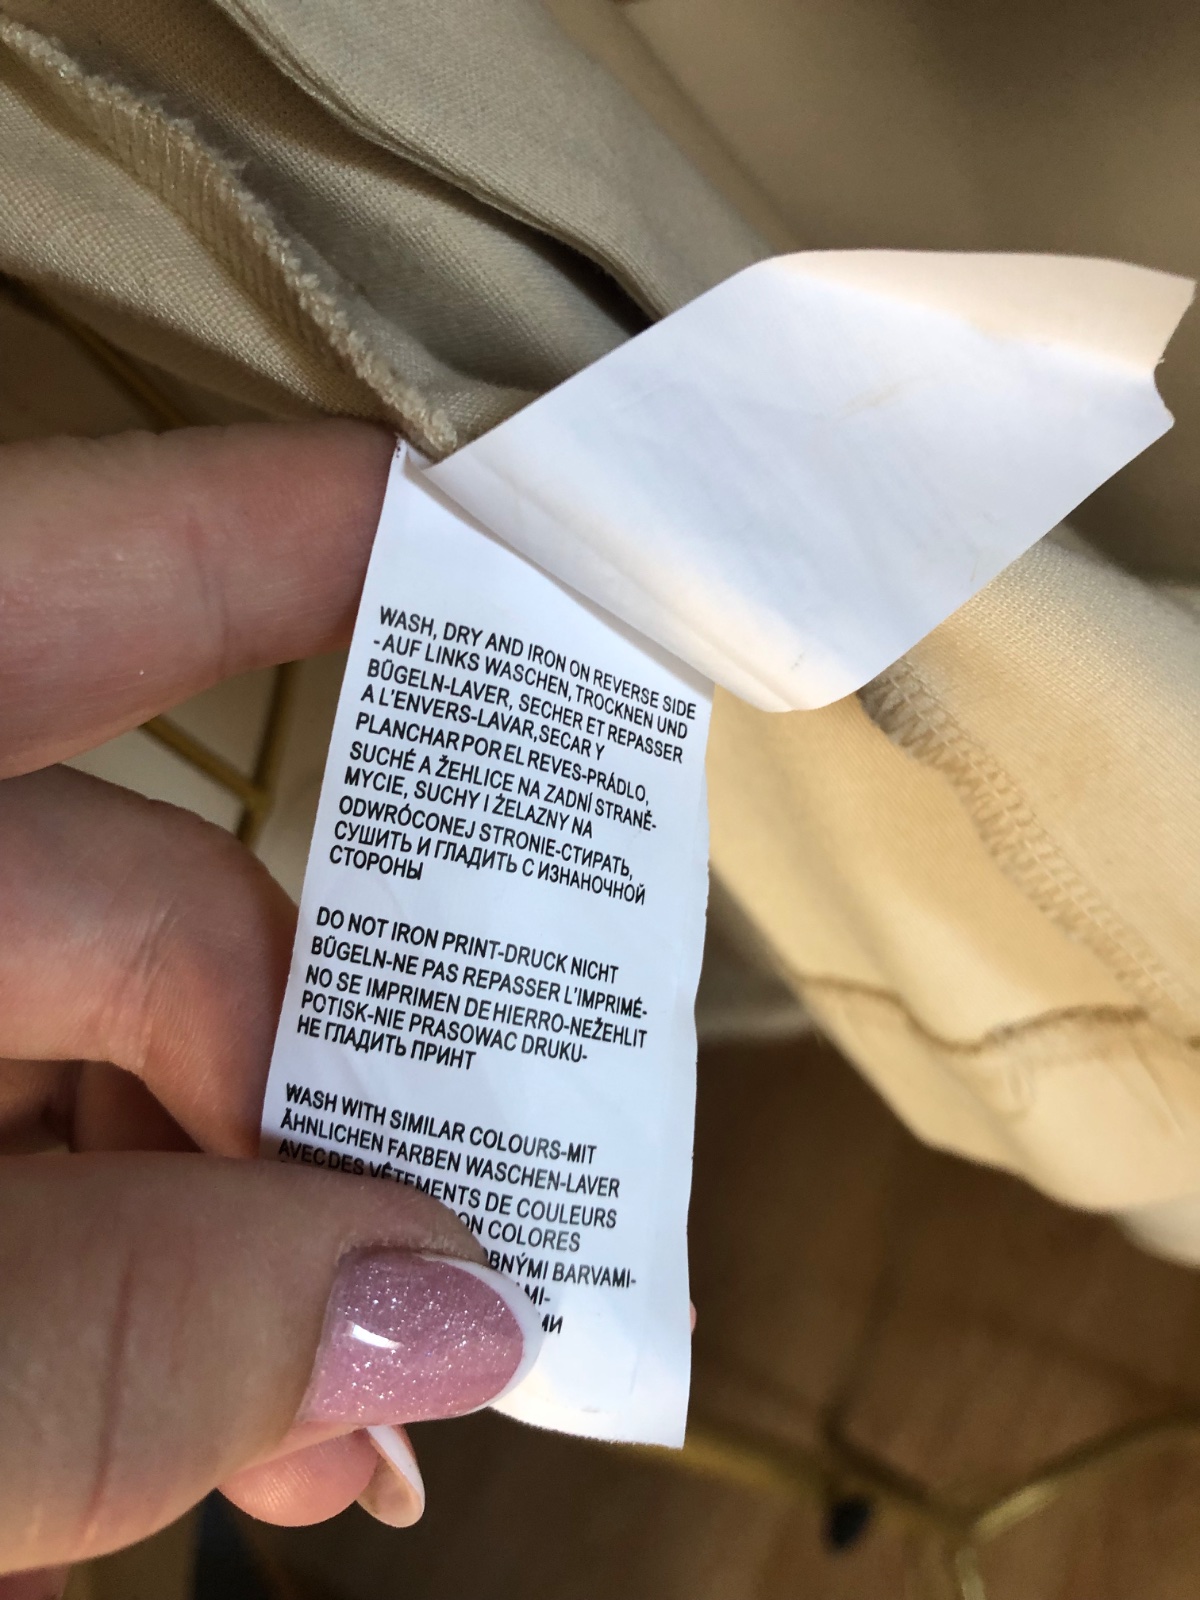 WASH, DRY AND IRON ON REVERSE SIDE
-AUF LINKS WASCHEN, TROCKNEN UND
BÜGELN-LAVER, SECHER ET REPASSER
A L'ENVERS-LAVAR, SECAR Y
PLANCHAR POR EL REVES-PRÁDLO,
SUCHÉ A ŽEHLICE NA ZADNÍ STRANĚ-
MYCIE, SUCHY I ŻELAZNY NA
ODWRÓCONEJ STRONIE-СТИРАТЬ,
СУШИТЬ И ГЛАДИТЬ С ИЗНАНОЧНОЙ
СТОРОНЫ
DO NOT IRON PRINT-DRUCK NICHT
BÜGELN-NE PAS REPASSER L'IMPRIMÉ-
NO SE IMPRIMEN DE HIERRO-NEŽEHLIT
POTISK-NIE PRASOWAC DRUKU-
НЕ ГЛАДИТЬ ПРИНТ
WASH WITH SIMILAR COLOURS-MIT
ÄHNLICHEN FARBEN WASCHEN-LAVER
AVEC DES VÊTEMENTS DE COULEURS
COLORES
BARVAMI-